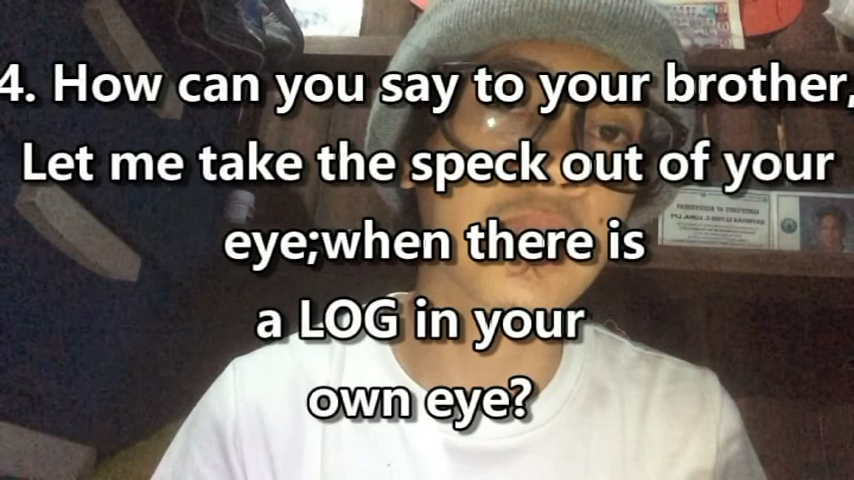 4. How can you say to your brother,
Let me take the speck out of your
eye;when there is
a LOG in your
own eye?